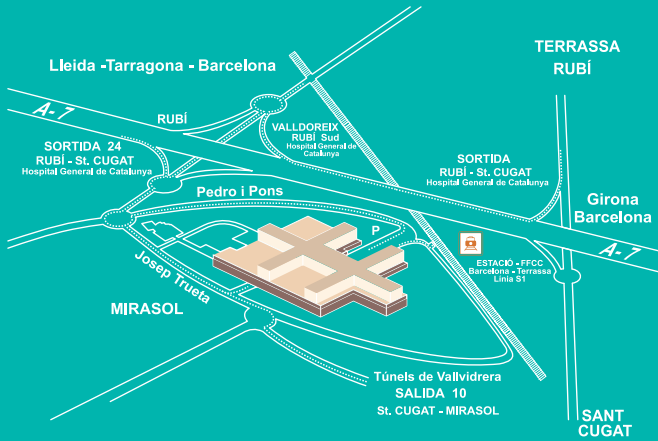 TERRASSA
RUBÍ
Lleida -Tarragona - Barcelona
A-7
RUBÍ
VALLDOREIX
RUBÍ Sud
Hospital General de
Catalunya
SORTIDA 24
RUBÍ - St. CUGAT
Hospital General de Catalunya
SORTIDA
RUBÍ - St. CUGAT
Hospital General de Catalunya
Pedro i Pons
Girona
Barcelona
P
A-7
ESTACIÓ - FFCC
Barcelona - Terrassa
Linia S1
Josep Trueta
MIRASOL
Túnels de Vallvidrera
SALIDA 10
St. CUGAT - MIRASOL
SANT
CUGAT